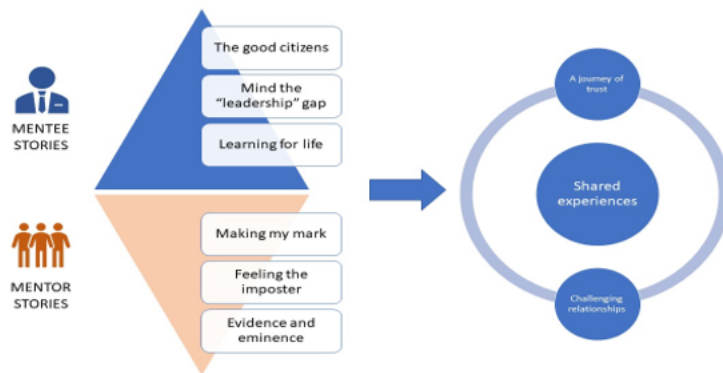 The good citizens
Mind the
“leadership” gap
Learning for life
MENTEE
STORIES
Making my mark
Feeling the
imposter
Evidence and
eminence
MENTOR
STORIES
A journey of
trust
Shared
experiences
Challenging
relationships